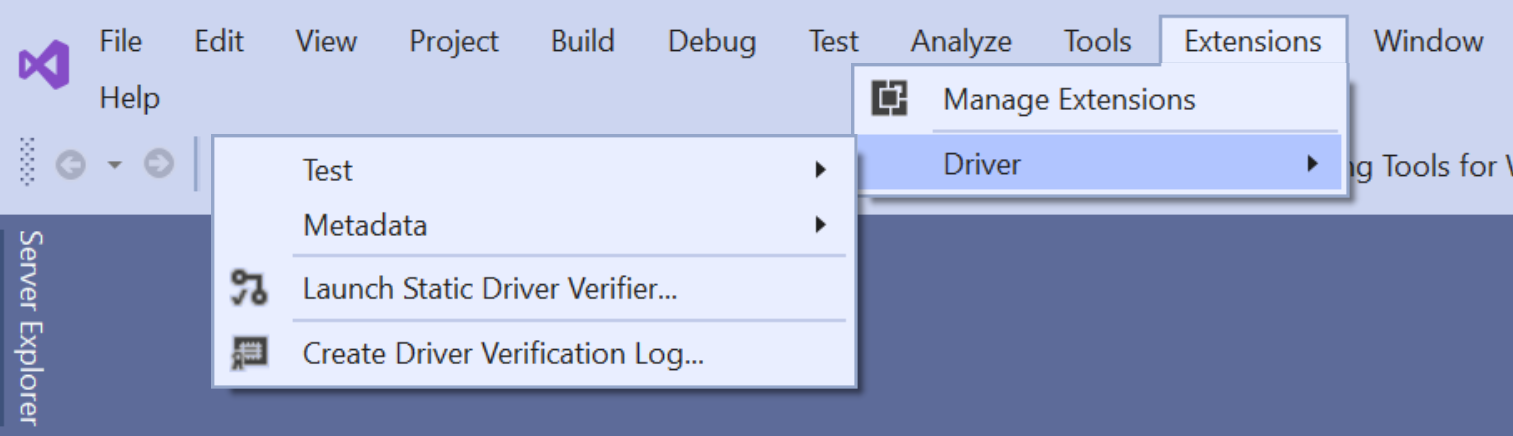 File Edit View Project Build Debug Test Analyze Tools Extensions Window
Help
Manage Extensions
Driver
Tools for
Test
Metadata
Launch Static Driver Verifier...
Create Driver Verification Log...
Server Explorer